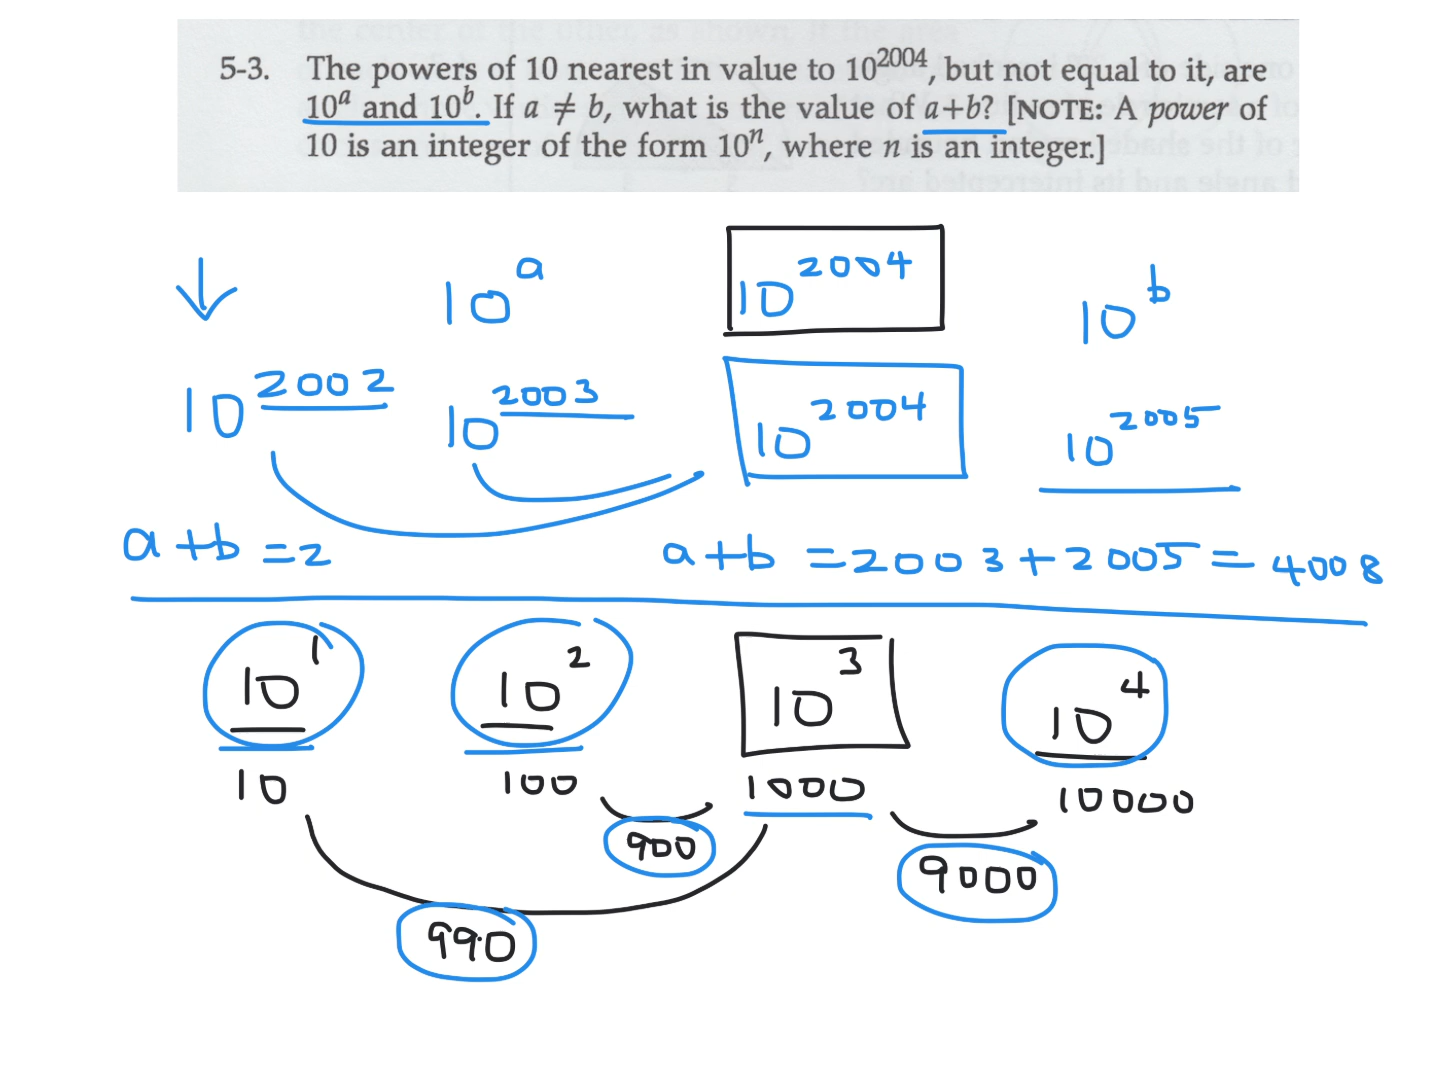 5-3. The powers of 10 nearest in value to 10^2004, but not equal to it, are
10^a and 10^b. If a ≠ b, what is the value of a+b? [NOTE: A power of
10 is an integer of the form 10^n, where n is an integer.]
10^a 10^2004 10^b
10^2002 10^2003 10^2004 10^2005
a+b = 2 a+b = 2003+2005 = 4008
10^1 10^2 10^3 10^4
10 100 1000 10000
900 9000
990